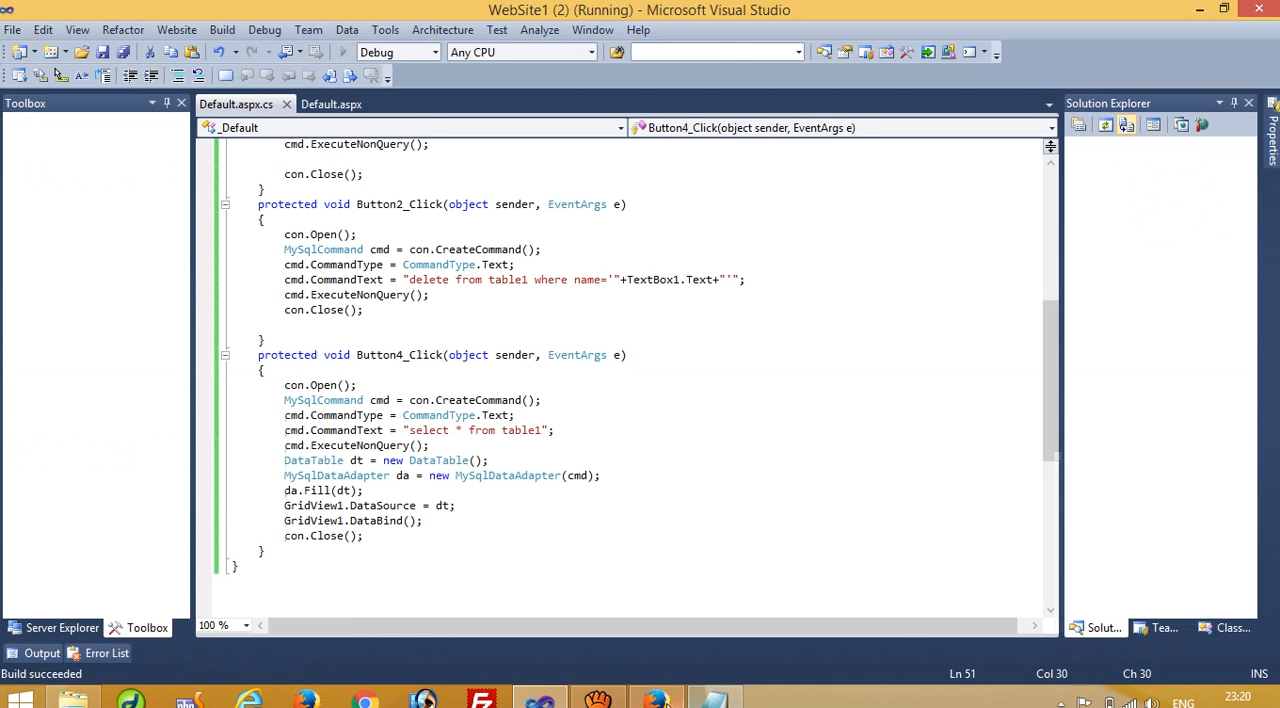 WebSite1 (2) (Running) - Microsoft Visual Studio
File Edit View Refactor Website Build Debug Team Data Tools Architecture Test Analyze Window Help
Debug Any CPU
Toolbox
Default.aspx.cs Default.aspx
Solution Explorer
_Default
Button4_Click(object sender, EventArgs e)
Properties
cmd.ExecuteNonQuery();
con.Close();
}
protected void Button2_Click(object sender, EventArgs e)
{
con.Open();
MySqlCommand cmd = con.CreateCommand();
cmd.CommandType = CommandType.Text;
cmd.CommandText = "delete from table1 where name='"+TextBox1.Text+"'";
cmd.ExecuteNonQuery();
con.Close();
}
protected void Button4_Click(object sender, EventArgs e)
{
con.Open();
MySqlCommand cmd = con.CreateCommand();
cmd.CommandType = CommandType.Text;
cmd.CommandText = "select * from table1";
cmd.ExecuteNonQuery();
DataTable dt = new DataTable();
MySqlDataAdapter da = new MySqlDataAdapter(cmd);
da.Fill(dt);
GridView1.DataSource = dt;
GridView1.DataBind();
con.Close();
}
}
100 %
Server Explorer Toolbox
Solut... Tea... Class...
Output Error List
Build succeeded
Ln 51 Col 30 Ch 30 INS
ENG
23:20